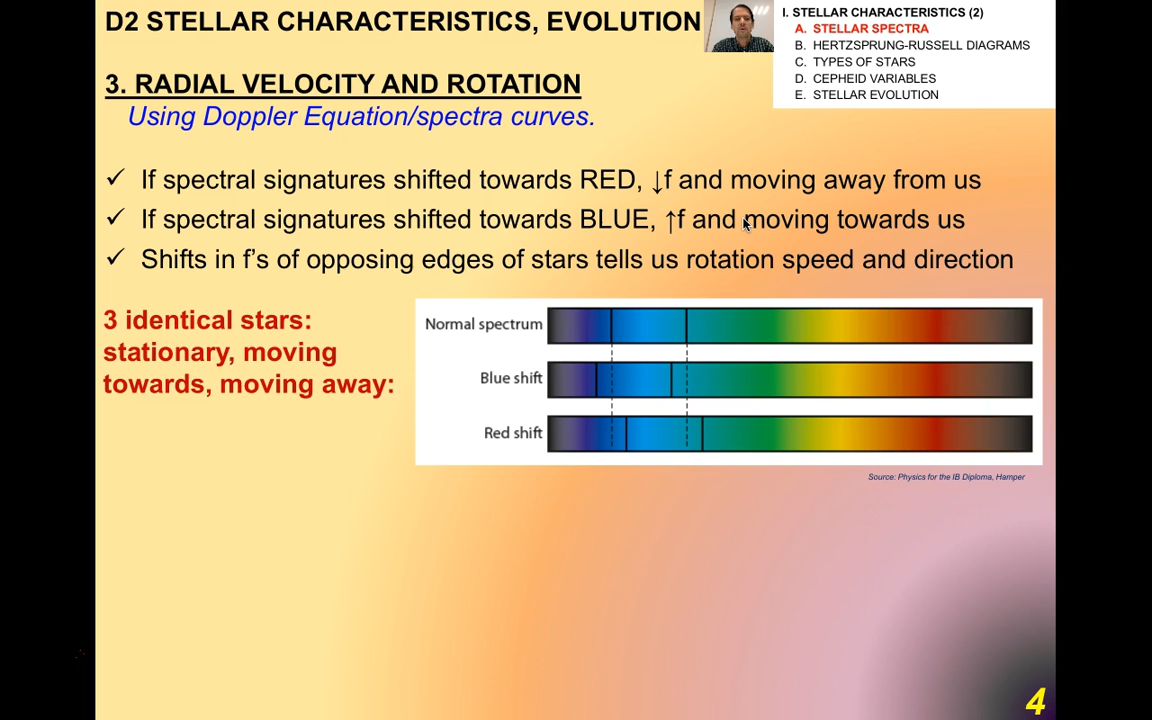 D2 STELLAR CHARACTERISTICS, EVOLUTION
I. STELLAR CHARACTERISTICS (2)
A. STELLAR SPECTRA
B. HERTZSPRUNG-RUSSELL DIAGRAMS
C. TYPES OF STARS
D. CEPHEID VARIABLES
E. STELLAR EVOLUTION
3. RADIAL VELOCITY AND ROTATION
Using Doppler Equation/spectra curves.
✓ If spectral signatures shifted towards RED, ↓f and moving away from us
✓ If spectral signatures shifted towards BLUE, ↑f and moving towards us
✓ Shifts in f’s of opposing edges of stars tells us rotation speed and direction
3 identical stars:
stationary, moving
towards, moving away:
Normal spectrum
Blue shift
Red shift
Source: Physics for the IB Diploma, Hamper
4